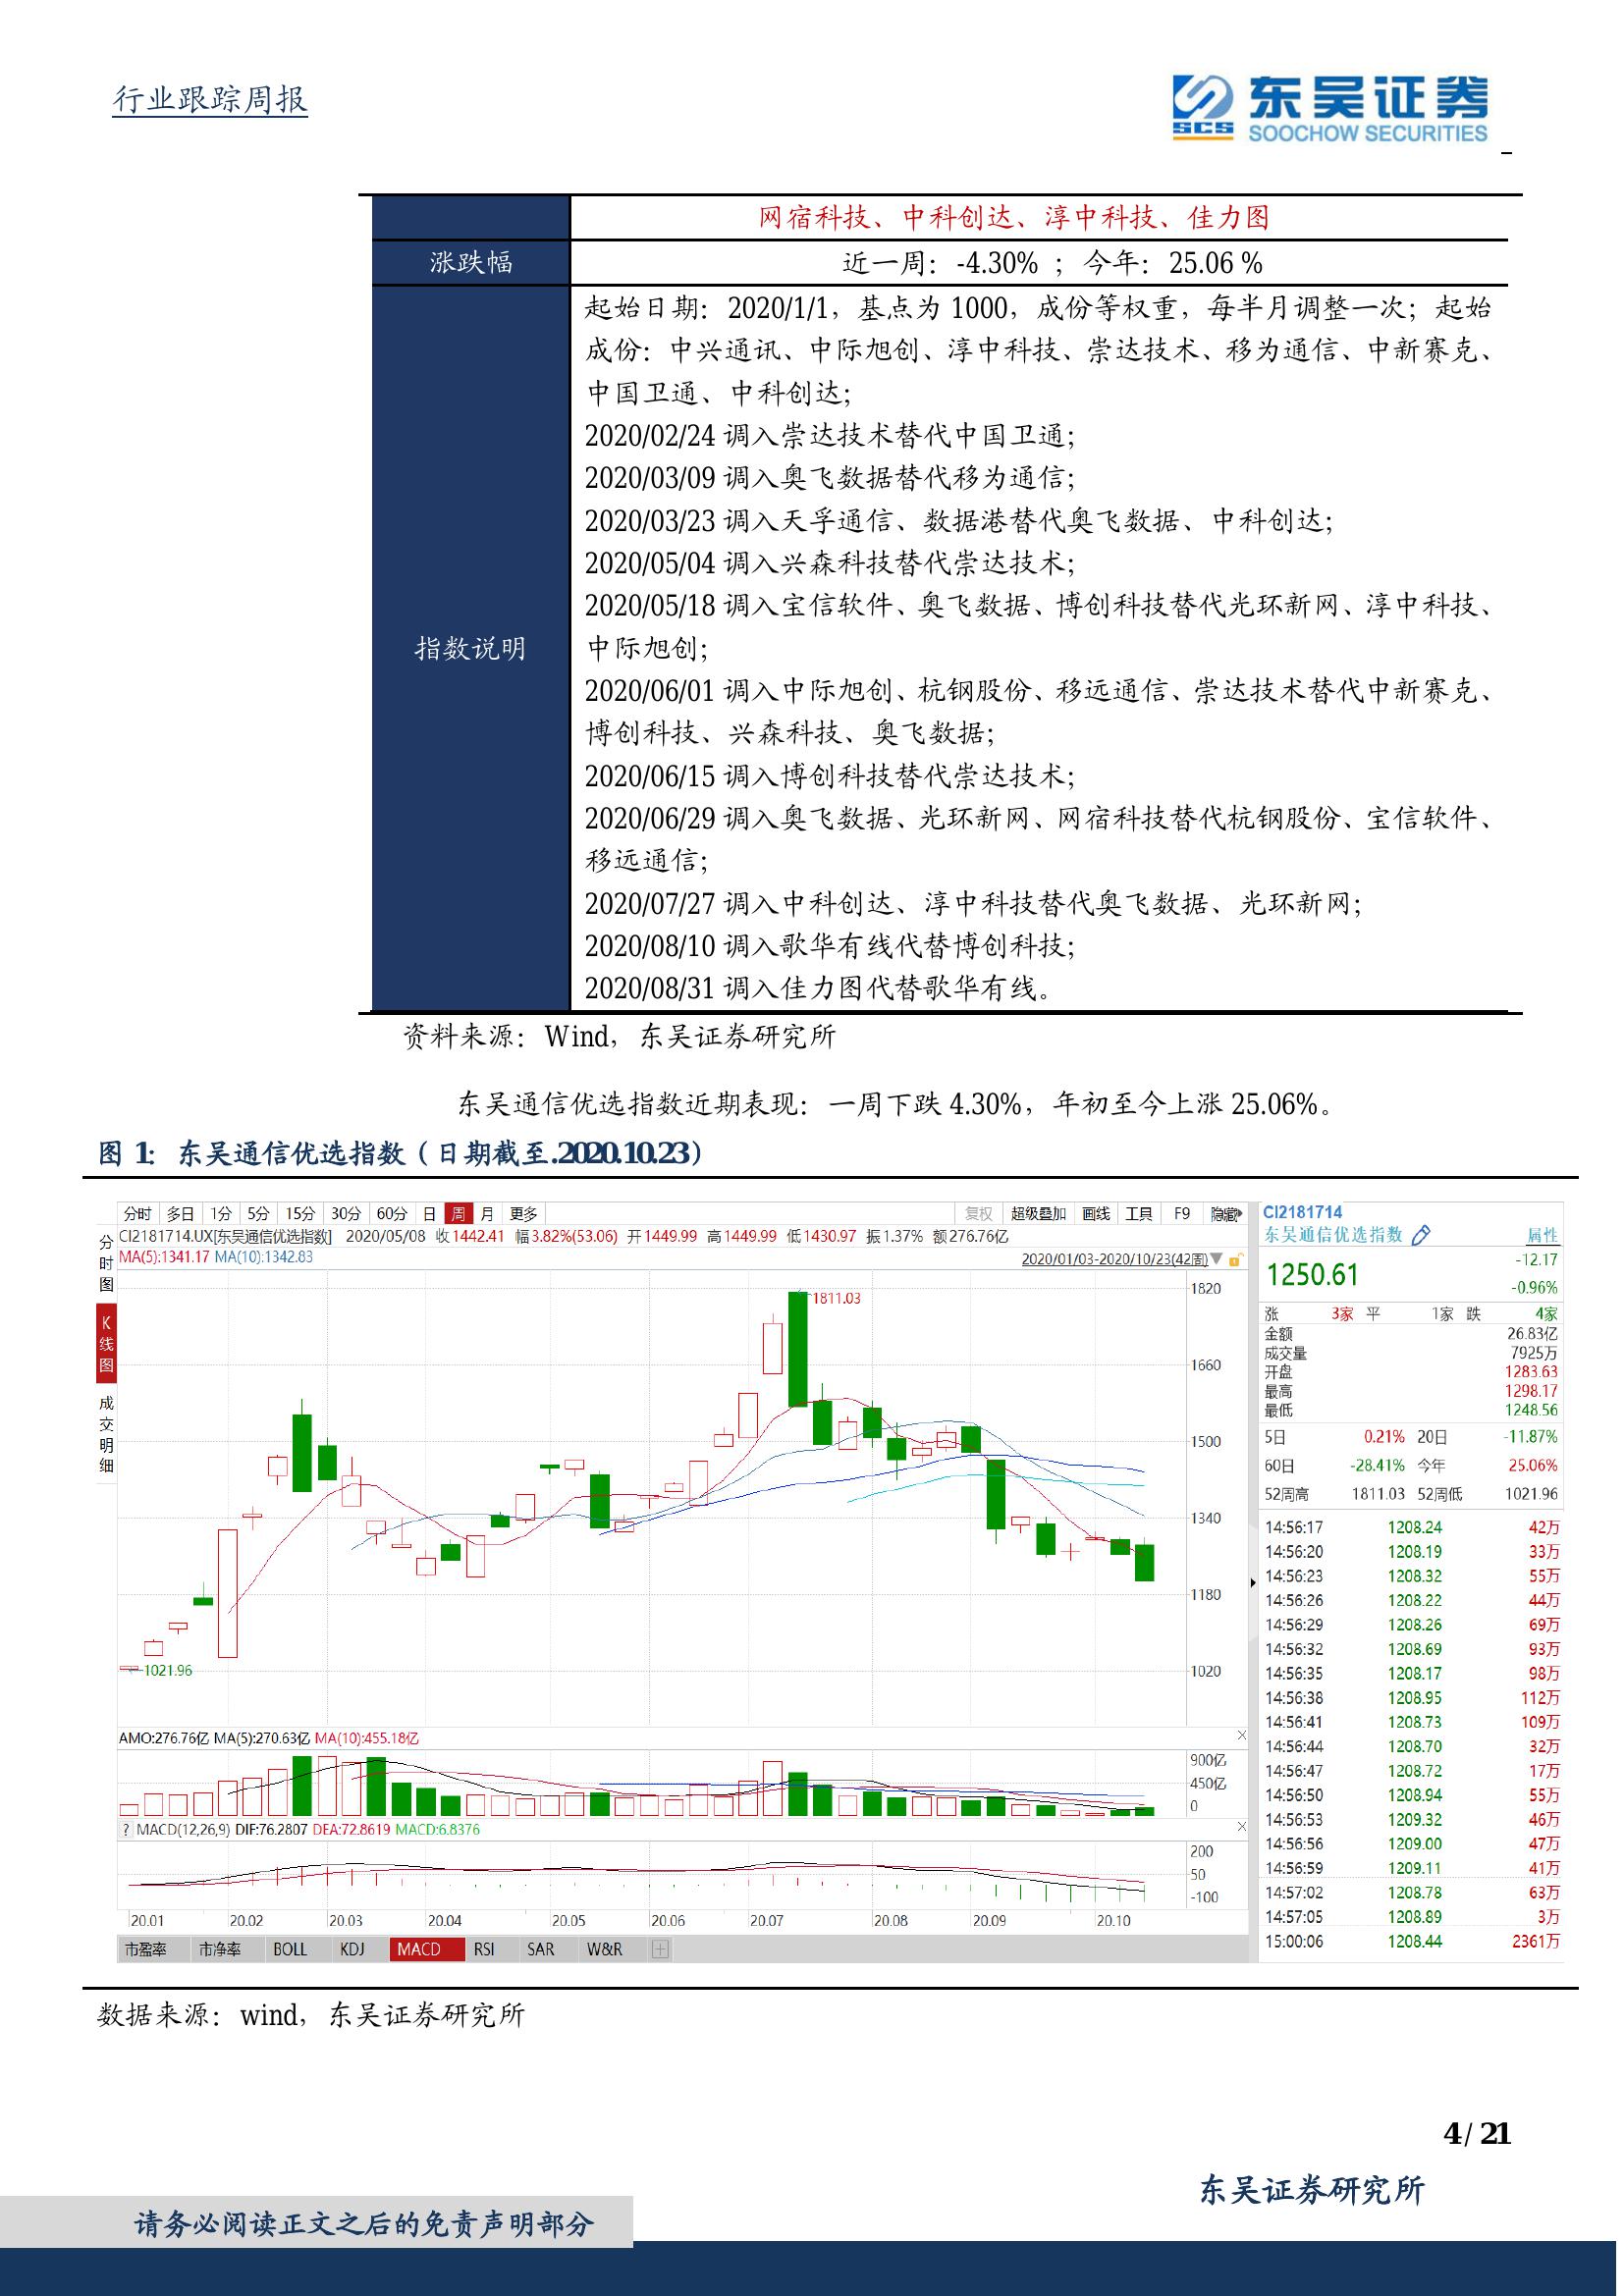 行业跟踪周报
东吴证券
SCS
SOOCHOW SECURITIES
网宿科技、中科创达、淳中科技、佳力图
涨跌幅
近一周：-4.30% ；今年：25.06 %
指数说明
起始日期：2020/1/1，基点为 1000，成份等权重，每半月调整一次；起始
成份：中兴通讯、中际旭创、淳中科技、崇达技术、移为通信、中新赛克、
中国卫通、中科创达；
2020/02/24 调入崇达技术替代中国卫通；
2020/03/09 调入奥飞数据替代移为通信；
2020/03/23 调入天孚通信、数据港替代奥飞数据、中科创达；
2020/05/04 调入兴森科技替代崇达技术；
2020/05/18 调入宝信软件、奥飞数据、博创科技替代光环新网、淳中科技、
中际旭创；
2020/06/01 调入中际旭创、杭钢股份、移远通信、崇达技术替代中新赛克、
博创科技、兴森科技、奥飞数据；
2020/06/15 调入博创科技替代崇达技术；
2020/06/29 调入奥飞数据、光环新网、网宿科技替代杭钢股份、宝信软件、
移远通信；
2020/07/27 调入中科创达、淳中科技替代奥飞数据、光环新网；
2020/08/10 调入歌华有线代替博创科技；
2020/08/31 调入佳力图代替歌华有线。
资料来源：Wind，东吴证券研究所
东吴通信优选指数近期表现：一周下跌 4.30%，年初至今上涨 25.06%。
图 1: 东吴通信优选指数（日期截至.2020.10.23）
分时 多日 1分 5分 15分 30分 60分 日 周 月 更多 复权 超级叠加 画线 工具 F9 隐藏
CI2181714.UX[东吴通信优选指数] 2020/05/08 收1442.41 幅3.82%(53.06) 开1449.99 高1449.99 低1430.97 振1.37% 额276.76亿
MA(5):1341.17 MA(10):1342.83 2020/01/03-2020/10/23(42周)
分时图
K线图
成交明细
1811.03
1021.96
1820
1660
1500
1340
1180
1020
AMO:276.76亿 MA(5):270.63亿 MA(10):455.18亿
900亿
450亿
0
? MACD(12,26,9) DIF:76.2807 DEA:72.8619 MACD:6.8376
200
50
-100
20.01 20.02 20.03 20.04 20.05 20.06 20.07 20.08 20.09 20.10
市盈率 市净率 BOLL KDJ MACD RSI SAR W&R
CI2181714
东吴通信优选指数 属性
1250.61 -12.17
-0.96%
涨 3家 平 1家 跌 4家
金额 26.83亿
成交量 7925万
开盘 1283.63
最高 1298.17
最低 1248.56
5日 0.21% 20日 -11.87%
60日 -28.41% 今年 25.06%
52周高 1811.03 52周低 1021.96
14:56:17 1208.24 42万
14:56:20 1208.19 33万
14:56:23 1208.32 55万
14:56:26 1208.22 44万
14:56:29 1208.26 69万
14:56:32 1208.69 93万
14:56:35 1208.17 98万
14:56:38 1208.95 112万
14:56:41 1208.73 109万
14:56:44 1208.70 32万
14:56:47 1208.72 17万
14:56:50 1208.94 55万
14:56:53 1209.32 46万
14:56:56 1209.00 47万
14:56:59 1209.11 41万
14:57:02 1208.78 63万
14:57:05 1208.89 3万
15:00:06 1208.44 2361万
数据来源：wind，东吴证券研究所
4 / 21
东吴证券研究所
请务必阅读正文之后的免责声明部分